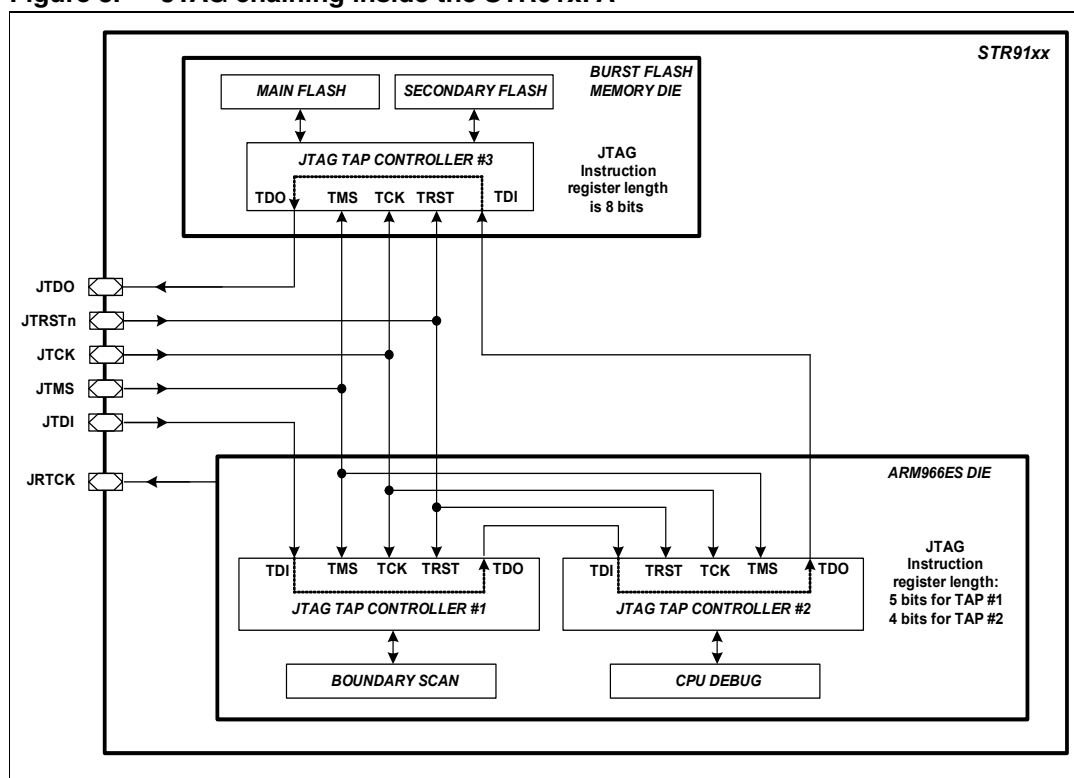 STR91xx
BURST FLASH
MEMORY DIE
MAIN FLASH
SECONDARY FLASH
JTAG TAP CONTROLLER #3
TDO TMS TCK TRST TDI
JTAG
Instruction
register length
is 8 bits
JTDO
JTRSTn
JTCK
JTMS
JTDI
JRTCK
ARM966ES DIE
TDI TMS TCK TRST TDO
JTAG TAP CONTROLLER #1
BOUNDARY SCAN
TDI TRST TCK TMS TDO
JTAG TAP CONTROLLER #2
CPU DEBUG
JTAG
Instruction
register length:
5 bits for TAP #1
4 bits for TAP #2